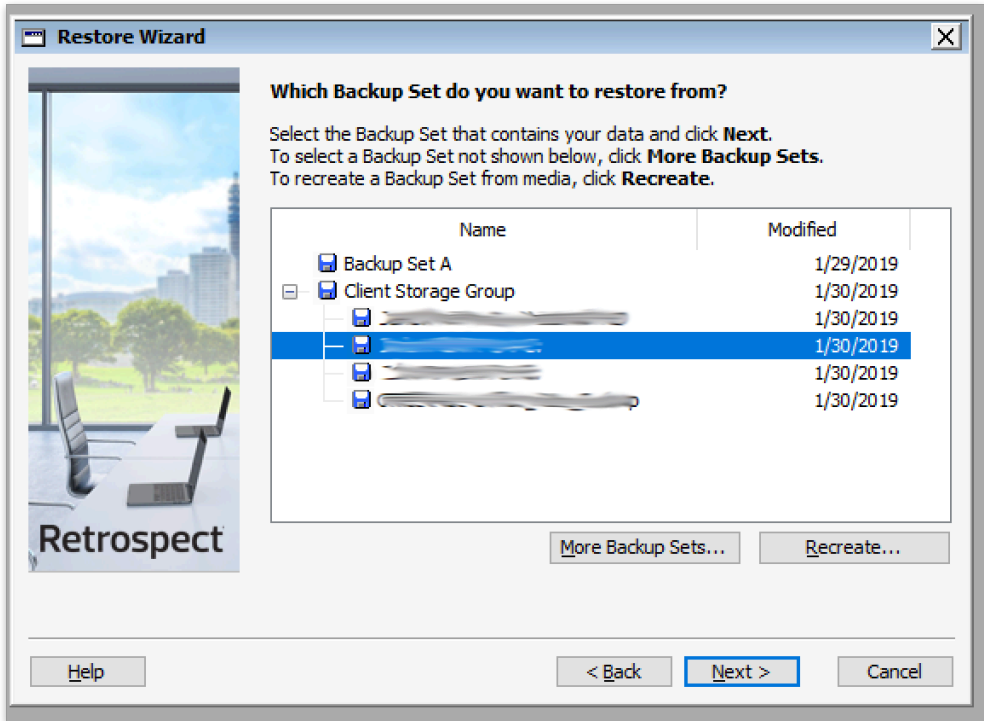 Restore Wizard
Which Backup Set do you want to restore from?
Select the Backup Set that contains your data and click Next.
To select a Backup Set not shown below, click More Backup Sets.
To recreate a Backup Set from media, click Recreate.
Name Modified
Backup Set A 1/29/2019
Client Storage Group 1/30/2019
1/30/2019
1/30/2019
1/30/2019
1/30/2019
Retrospect
More Backup Sets... Recreate...
Help < Back Next > Cancel